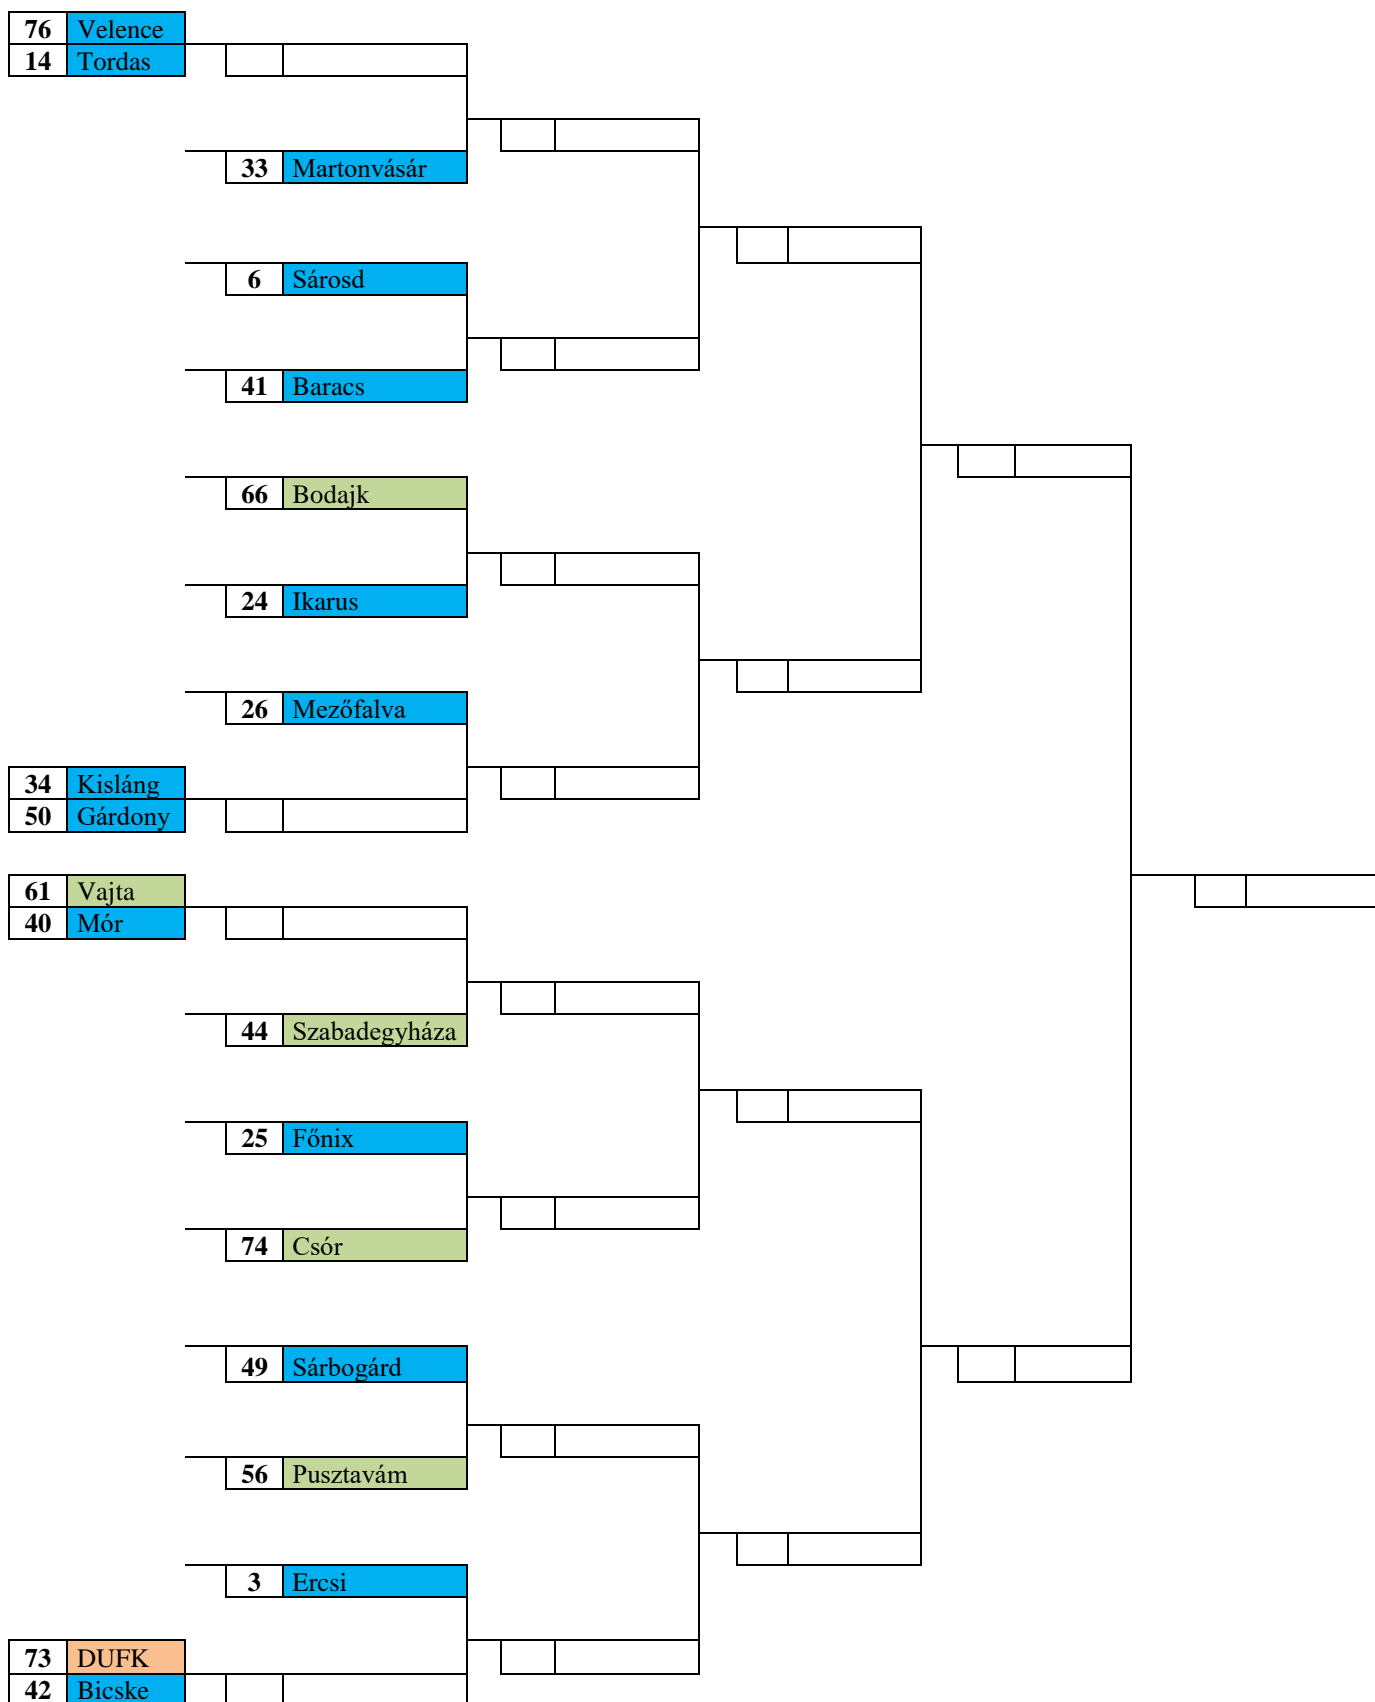 76 Velence
14 Tordas
33 Martonvásár
6 Sárosd
41 Baracs
66 Bodajk
24 Ikarus
26 Mezőfalva
34 Kisláng
50 Gárdony
61 Vajta
40 Mór
44 Szabadegyháza
25 Főnix
74 Csór
49 Sárbogárd
56 Pusztavám
3 Ercsi
73 DUFK
42 Bicske